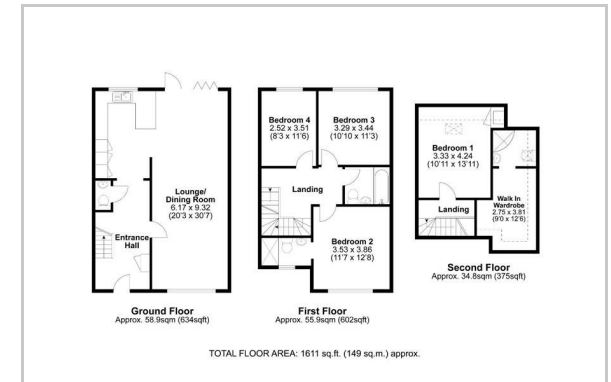 Lounge/
Dining Room
6.17 x 9.32
(20'3 x 30'7)
Entrance
Hall
Ground Floor
Approx. 58.9sqm (634sqft)
Bedroom 4
2.52 x 3.51
(8'3 x 11'6)
Bedroom 3
3.29 x 3.44
(10'10 x 11'3)
Landing
Bedroom 2
3.53 x 3.86
(11'7 x 12'8)
First Floor
Approx. 55.9sqm (602sqft)
Bedroom 1
3.33 x 4.24
(10'11 x 13'11)
Landing
Walk In
Wardrobe
2.75 x 3.81
(9'0 x 12'6)
Second Floor
Approx. 34.8sqm (375sqft)
TOTAL FLOOR AREA: 1611 sq.ft. (149 sq.m.) approx.